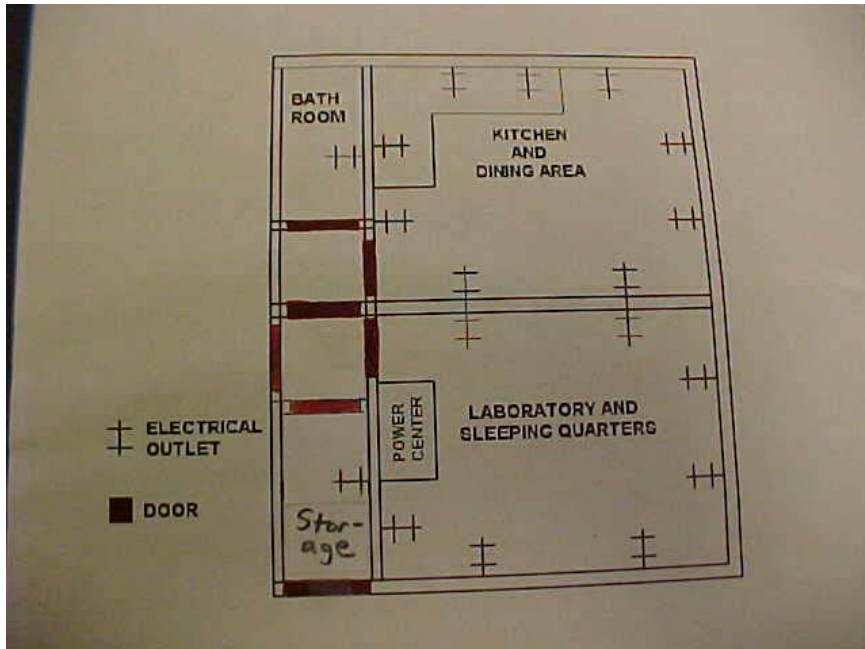 BATH
ROOM
KITCHEN
AND
DINING AREA
POWER
CENTER
LABORATORY AND
SLEEPING QUARTERS
ELECTRICAL
OUTLET
DOOR
Stor-
age